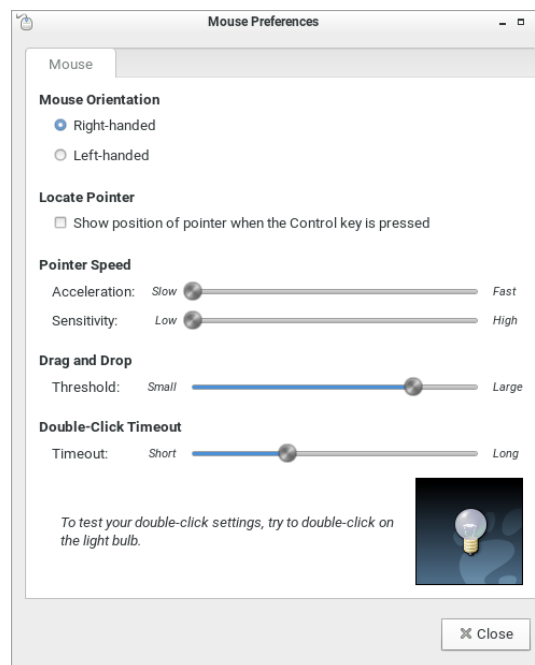 Mouse Preferences
Mouse
Mouse Orientation
Right-handed
Left-handed
Locate Pointer
Show position of pointer when the Control key is pressed
Pointer Speed
Acceleration: Slow Fast
Sensitivity: Low High
Drag and Drop
Threshold: Small Large
Double-Click Timeout
Timeout: Short Long
To test your double-click settings, try to double-click on
the light bulb.
Close